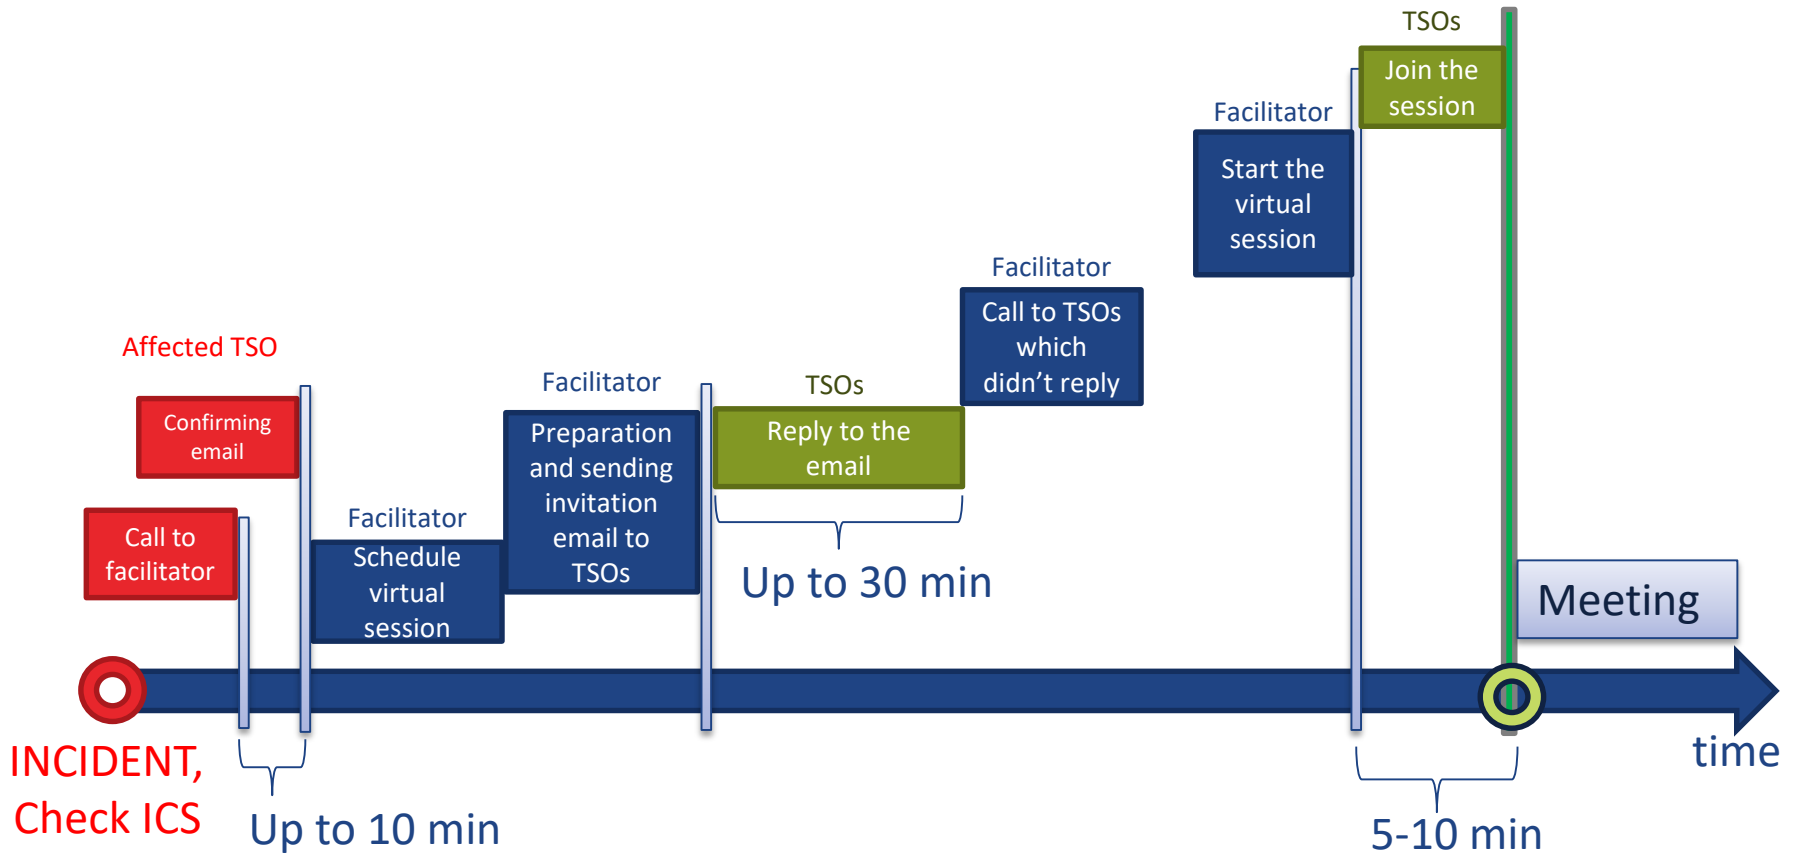 TSOs
Join the
session
Facilitator
Start the
virtual
session
Facilitator
Call to TSOs
which
didn’t reply
Affected TSO
Confirming
email
Call to
facilitator
Facilitator
Schedule
virtual
session
Facilitator
Preparation
and sending
invitation
email to
TSOs
TSOs
Reply to the
email
Up to 30 min
Meeting
time
INCIDENT,
Check ICS
Up to 10 min
5-10 min